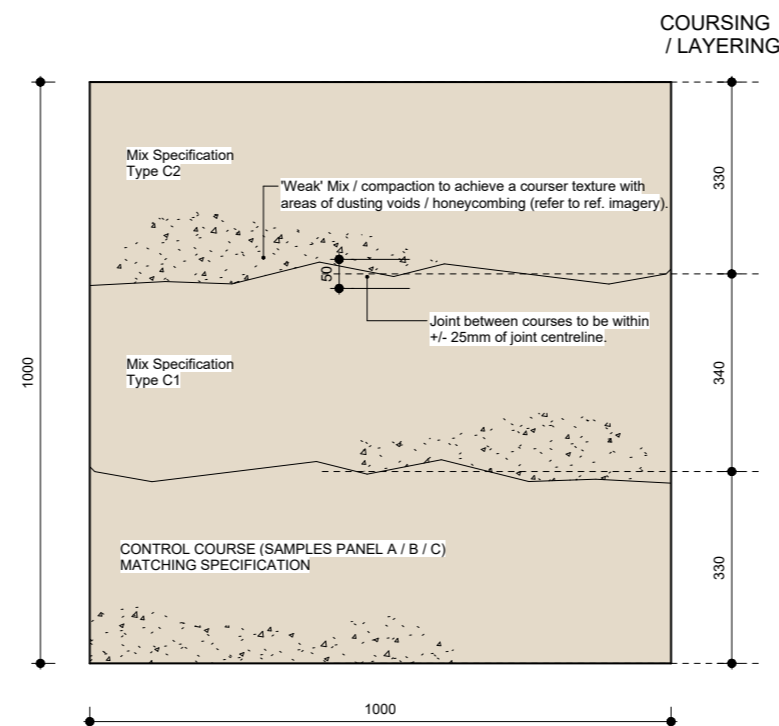 COURSING
/ LAYERING
Mix Specification
Type C2
'Weak' Mix / compaction to achieve a courser texture with
areas of dusting voids / honeycombing (refer to ref. imagery).
330
50
Joint between courses to be within
+/- 25mm of joint centreline.
1000
Mix Specification
Type C1
340
CONTROL COURSE (SAMPLES PANEL A / B / C)
MATCHING SPECIFICATION
330
1000